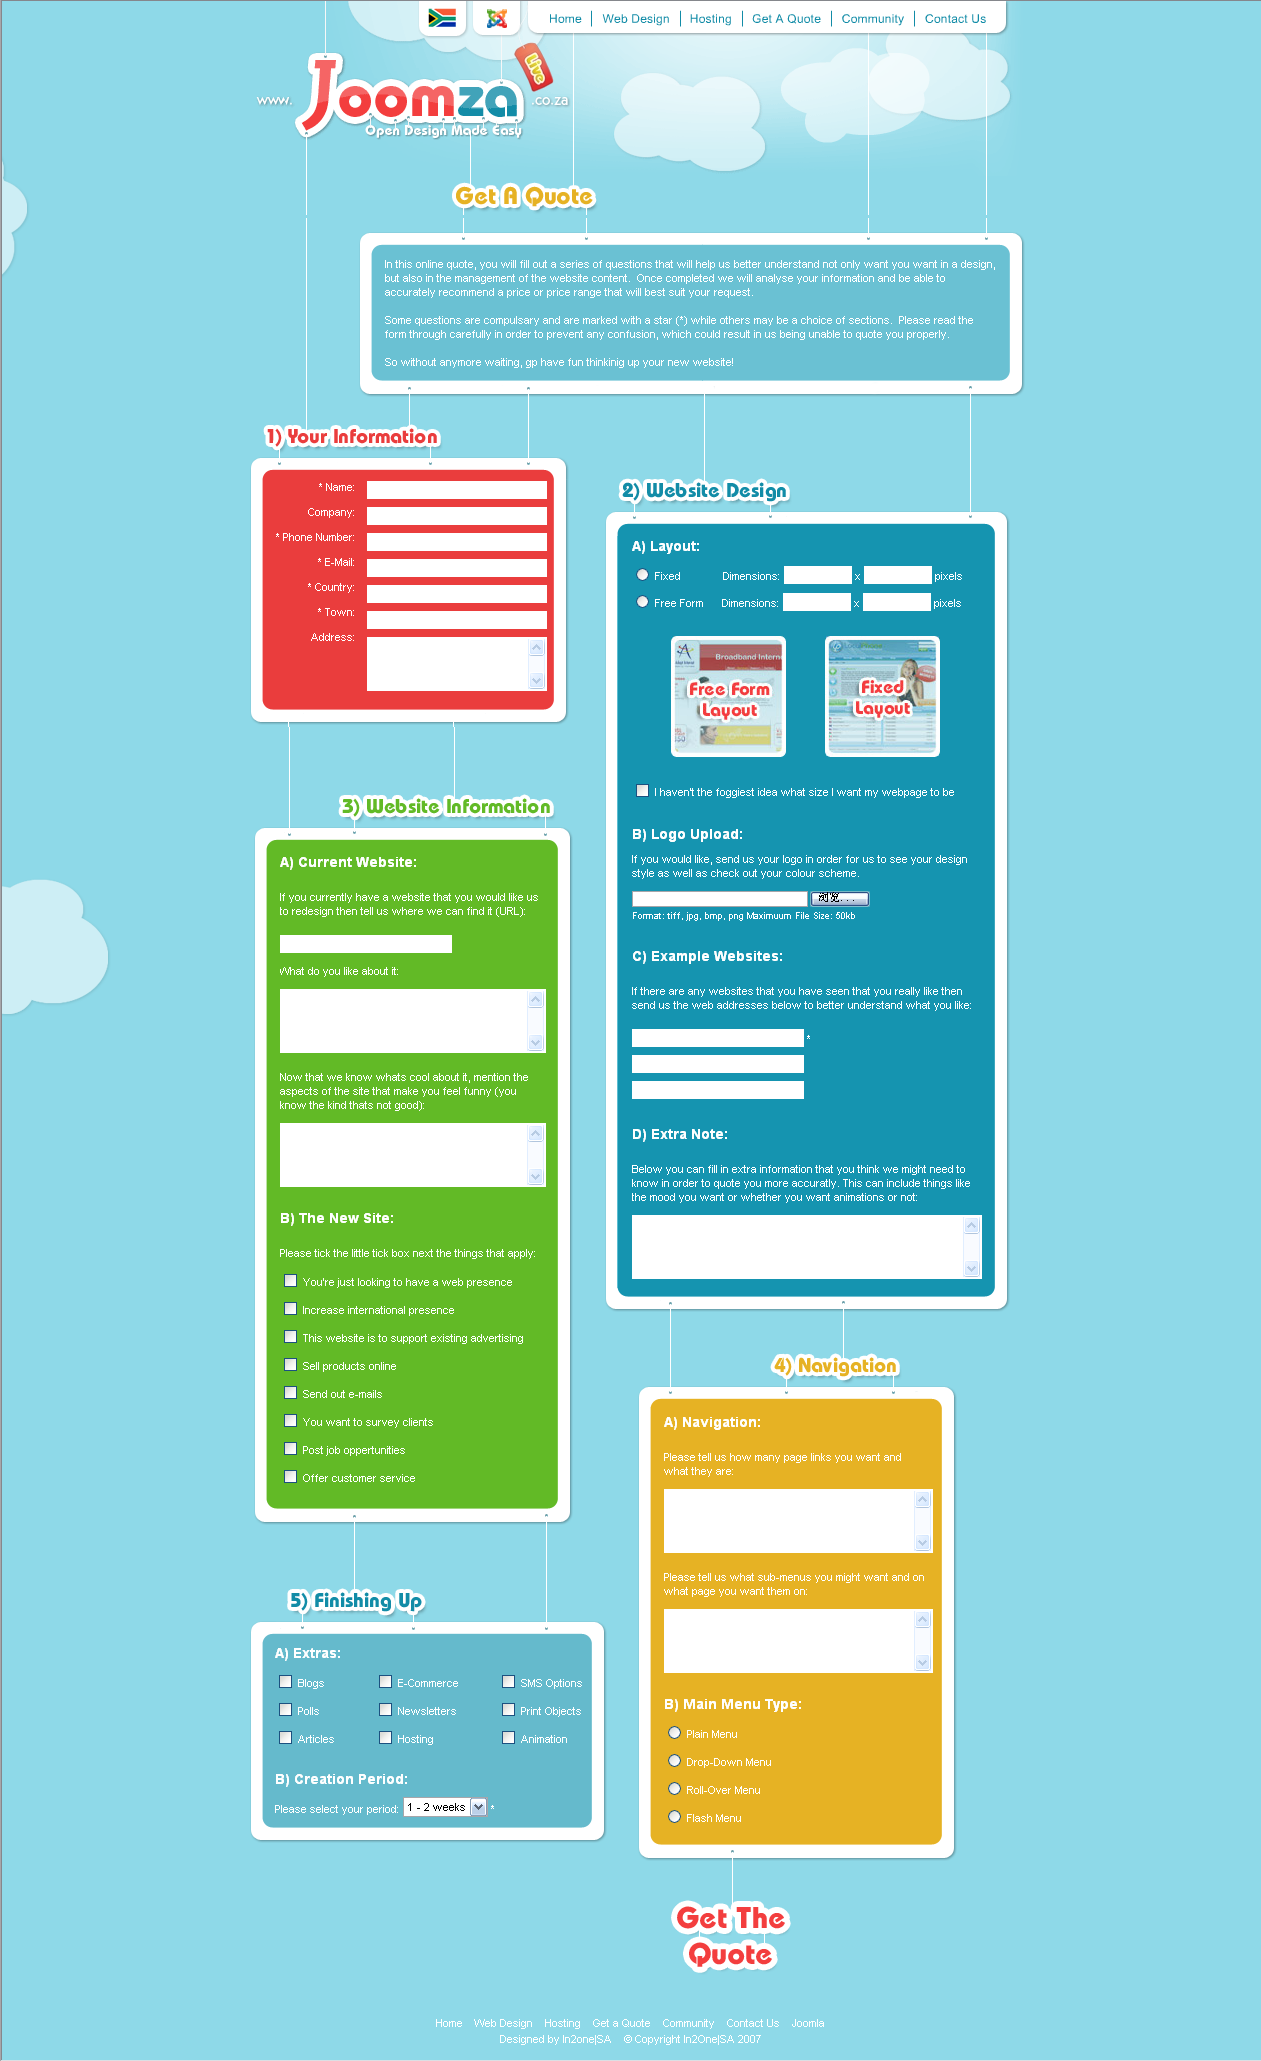 Home | Web Design | Hosting | Get A Quote | Community | Contact Us
www. Joomza .co.za
Live
Open Design Made Easy
Get A Quote
In this online quote, you will fill out a series of questions that will help us better understand not only want you want in a design,
but also in the management of the website content. Once completed we will analyse your information and be able to
accurately recommend a price or price range that will best suit your request.
Some questions are compulsary and are marked with a star (*) while others may be a choice of sections. Please read the
form through carefully in order to prevent any confusion, which could result in us being unable to quote you properly.
So without anymore waiting, gp have fun thinkinig up your new website!
1) Your Information
* Name:
Company:
* Phone Number:
* E-Mail:
* Country:
* Town:
Address:
2) Website Design
A) Layout:
Fixed Dimensions: x pixels
Free Form Dimensions: x pixels
Broadband Intern
Free Form
Layout
Fixed
Layout
I haven't the foggiest idea what size I want my webpage to be
B) Logo Upload:
If you would like, send us your logo in order for us to see your design
style as well as check out your colour scheme.
浏览...
Format: tiff, jpg, bmp, png Maximuum File Size: 50kb
C) Example Websites:
If there are any websites that you have seen that you really like then
send us the web addresses below to better understand what you like:
*
D) Extra Note:
Below you can fill in extra information that you think we might need to
know in order to quote you more accuratly. This can include things like
the mood you want or whether you want animations or not:
3) Website Information
A) Current Website:
If you currently have a website that you would like us
to redesign then tell us where we can find it (URL):
What do you like about it:
Now that we know whats cool about it, mention the
aspects of the site that make you feel funny (you
know the kind thats not good):
B) The New Site:
Please tick the little tick box next the things that apply:
You're just looking to have a web presence
Increase international presence
This website is to support existing advertising
Sell products online
Send out e-mails
You want to survey clients
Post job oppertunities
Offer customer service
4) Navigation
A) Navigation:
Please tell us how many page links you want and
what they are:
Please tell us what sub-menus you might want and on
what page you want them on:
B) Main Menu Type:
Plain Menu
Drop-Down Menu
Roll-Over Menu
Flash Menu
5) Finishing Up
A) Extras:
Blogs E-Commerce SMS Options
Polls Newsletters Print Objects
Articles Hosting Animation
B) Creation Period:
Please select your period: 1 - 2 weeks *
Get The
Quote
Home Web Design Hosting Get a Quote Community Contact Us Joomla
Designed by In2one|SA © Copyright In2One|SA 2007